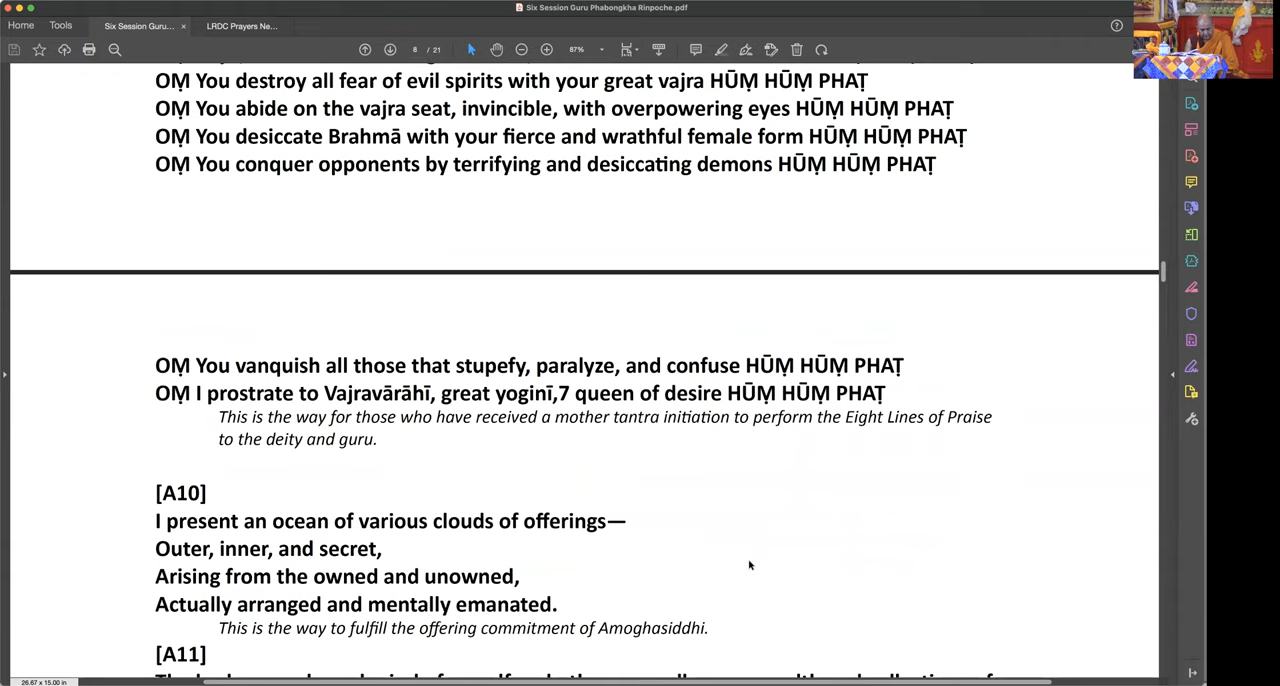 Six Session Guru Phabongkha Rinpoche.pdf
Home Tools Six Session Guru... × LRDC Prayers Ne...
8 / 21 87%
OṂ You destroy all fear of evil spirits with your great vajra HŪṂ HŪṂ PHAṬ
OṂ You abide on the vajra seat, invincible, with overpowering eyes HŪṂ HŪṂ PHAṬ
OṂ You desiccate Brahmā with your fierce and wrathful female form HŪṂ HŪṂ PHAṬ
OṂ You conquer opponents by terrifying and desiccating demons HŪṂ HŪṂ PHAṬ
OṂ You vanquish all those that stupefy, paralyze, and confuse HŪṂ HŪṂ PHAṬ
OṂ I prostrate to Vajravārāhī, great yoginī,7 queen of desire HŪṂ HŪṂ PHAṬ
This is the way for those who have received a mother tantra initiation to perform the Eight Lines of Praise
to the deity and guru.
[A10]
I present an ocean of various clouds of offerings—
Outer, inner, and secret,
Arising from the owned and unowned,
Actually arranged and mentally emanated.
This is the way to fulfill the offering commitment of Amoghasiddhi.
[A11]
26.67 x 15.00 in